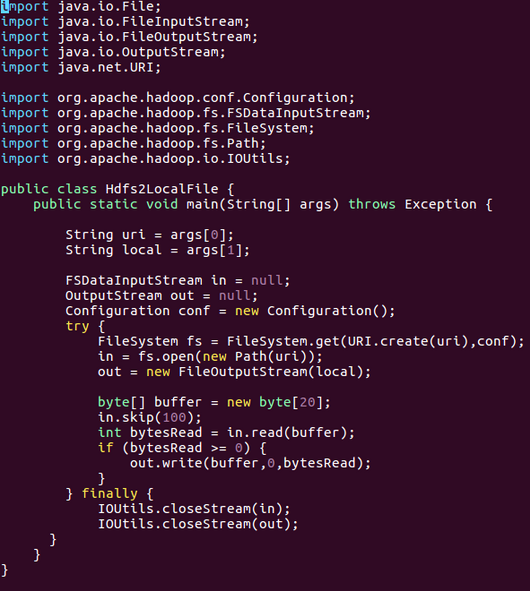 import java.io.File;
import java.io.FileInputStream;
import java.io.FileOutputStream;
import java.io.OutputStream;
import java.net.URI;

import org.apache.hadoop.conf.Configuration;
import org.apache.hadoop.fs.FSDataInputStream;
import org.apache.hadoop.fs.FileSystem;
import org.apache.hadoop.fs.Path;
import org.apache.hadoop.io.IOUtils;

public class Hdfs2LocalFile {
    public static void main(String[] args) throws Exception {

        String uri = args[0];
        String local = args[1];

        FSDataInputStream in = null;
        OutputStream out = null;
        Configuration conf = new Configuration();
        try {
            FileSystem fs = FileSystem.get(URI.create(uri),conf);
            in = fs.open(new Path(uri));
            out = new FileOutputStream(local);

            byte[] buffer = new byte[20];
            in.skip(100);
            int bytesRead = in.read(buffer);
            if (bytesRead >= 0) {
                out.write(buffer,0,bytesRead);
            }
        } finally {
            IOUtils.closeStream(in);
            IOUtils.closeStream(out);
      }
    }
}